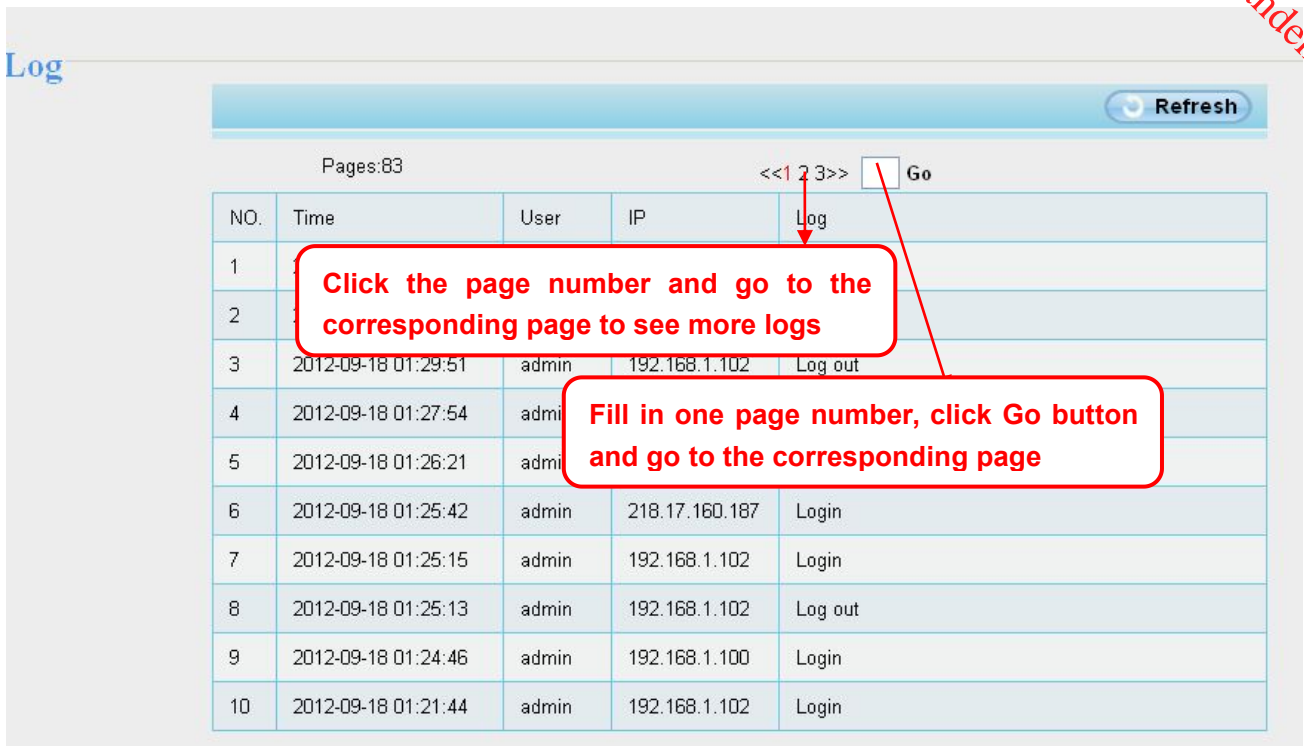 Log
Refresh
Pages:83 <<1 2 3>> Go
NO. Time User IP Log
1
Click the page number and go to the
corresponding page to see more logs
2
3 2012-09-18 01:29:51 admin 192.168.1.102 Log out
4 2012-09-18 01:27:54
Fill in one page number, click Go button
and go to the corresponding page
5 2012-09-18 01:26:21
6 2012-09-18 01:25:42 admin 218.17.160.187 Login
7 2012-09-18 01:25:15 admin 192.168.1.102 Login
8 2012-09-18 01:25:13 admin 192.168.1.102 Log out
9 2012-09-18 01:24:46 admin 192.168.1.100 Login
10 2012-09-18 01:21:44 admin 192.168.1.102 Login